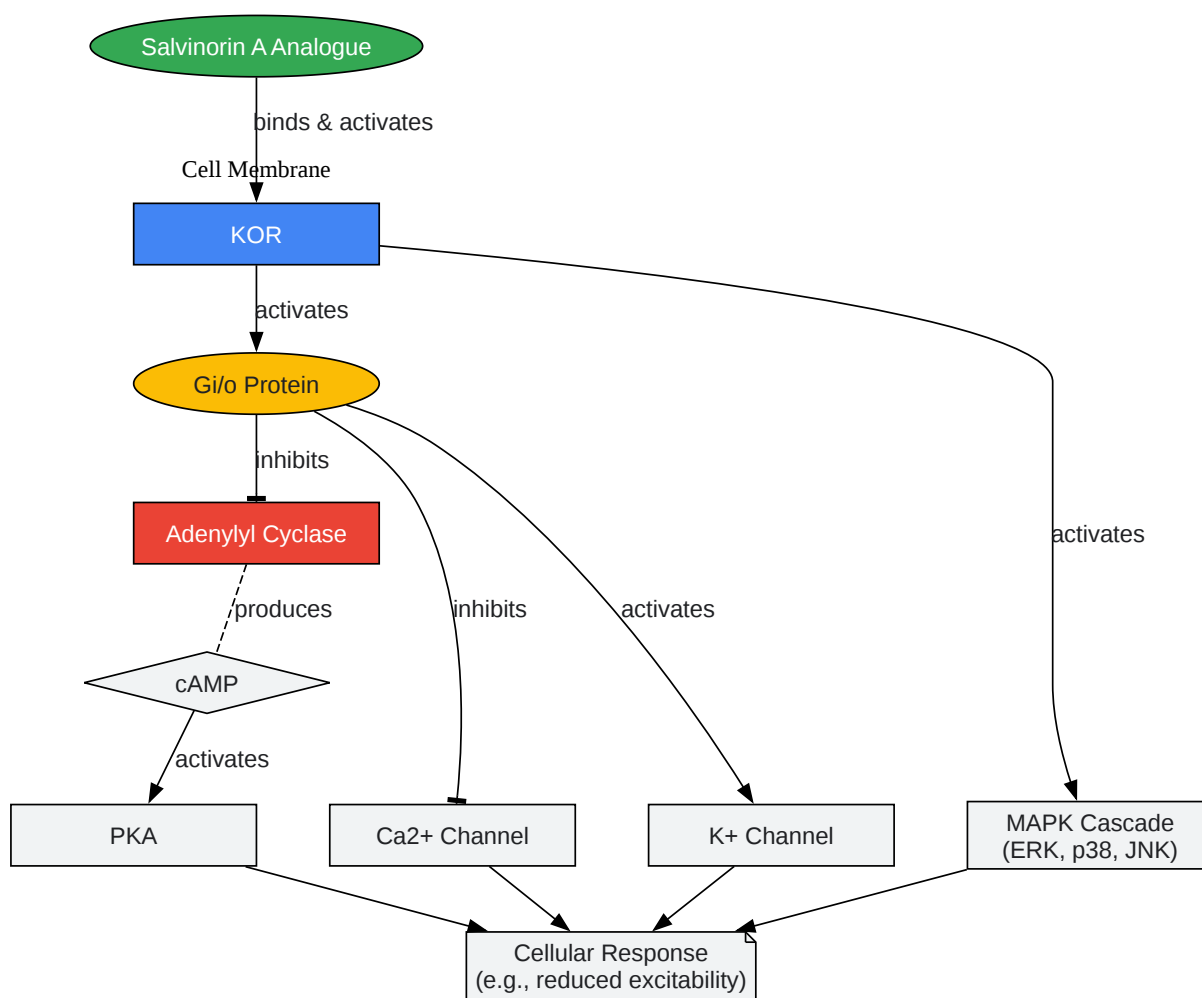 Salvinorin A Analogue
binds & activates
Cell Membrane
KOR
activates
Gi/o Protein
inhibits
Adenylyl Cyclase
activates
produces
inhibits
activates
cAMP
activates
PKA
Ca2+ Channel
K+ Channel
MAPK Cascade
(ERK, p38, JNK)
Cellular Response
(e.g., reduced excitability)